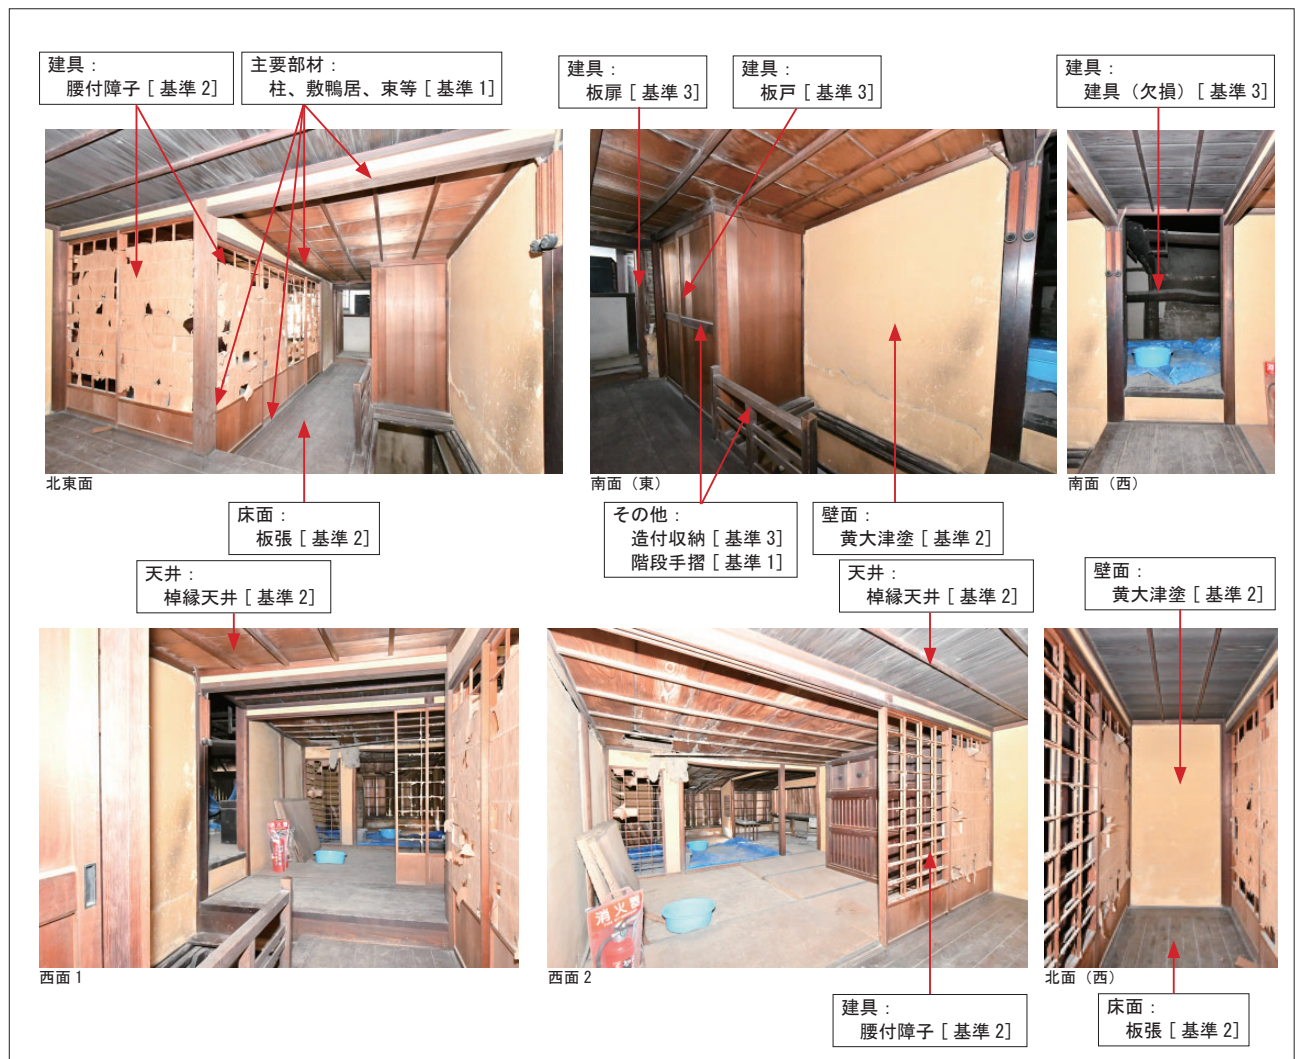 建具：
腰付障子 [ 基準 2]
主要部材：
柱、敷鴨居、束等 [ 基準 1]
建具：
板扉 [ 基準 3]
建具：
板戸 [ 基準 3]
建具：
建具（欠損）[ 基準 3]
北東面
南面（東）
南面（西）
床面：
板張 [ 基準 2]
その他：
造付収納 [ 基準 3]
階段手摺 [ 基準 1]
壁面：
黄大津塗 [ 基準 2]
天井：
棹縁天井 [ 基準 2]
天井：
棹縁天井 [ 基準 2]
壁面：
黄大津塗 [ 基準 2]
消火器
西面 1
西面 2
北面（西）
建具：
腰付障子 [ 基準 2]
床面：
板張 [ 基準 2]